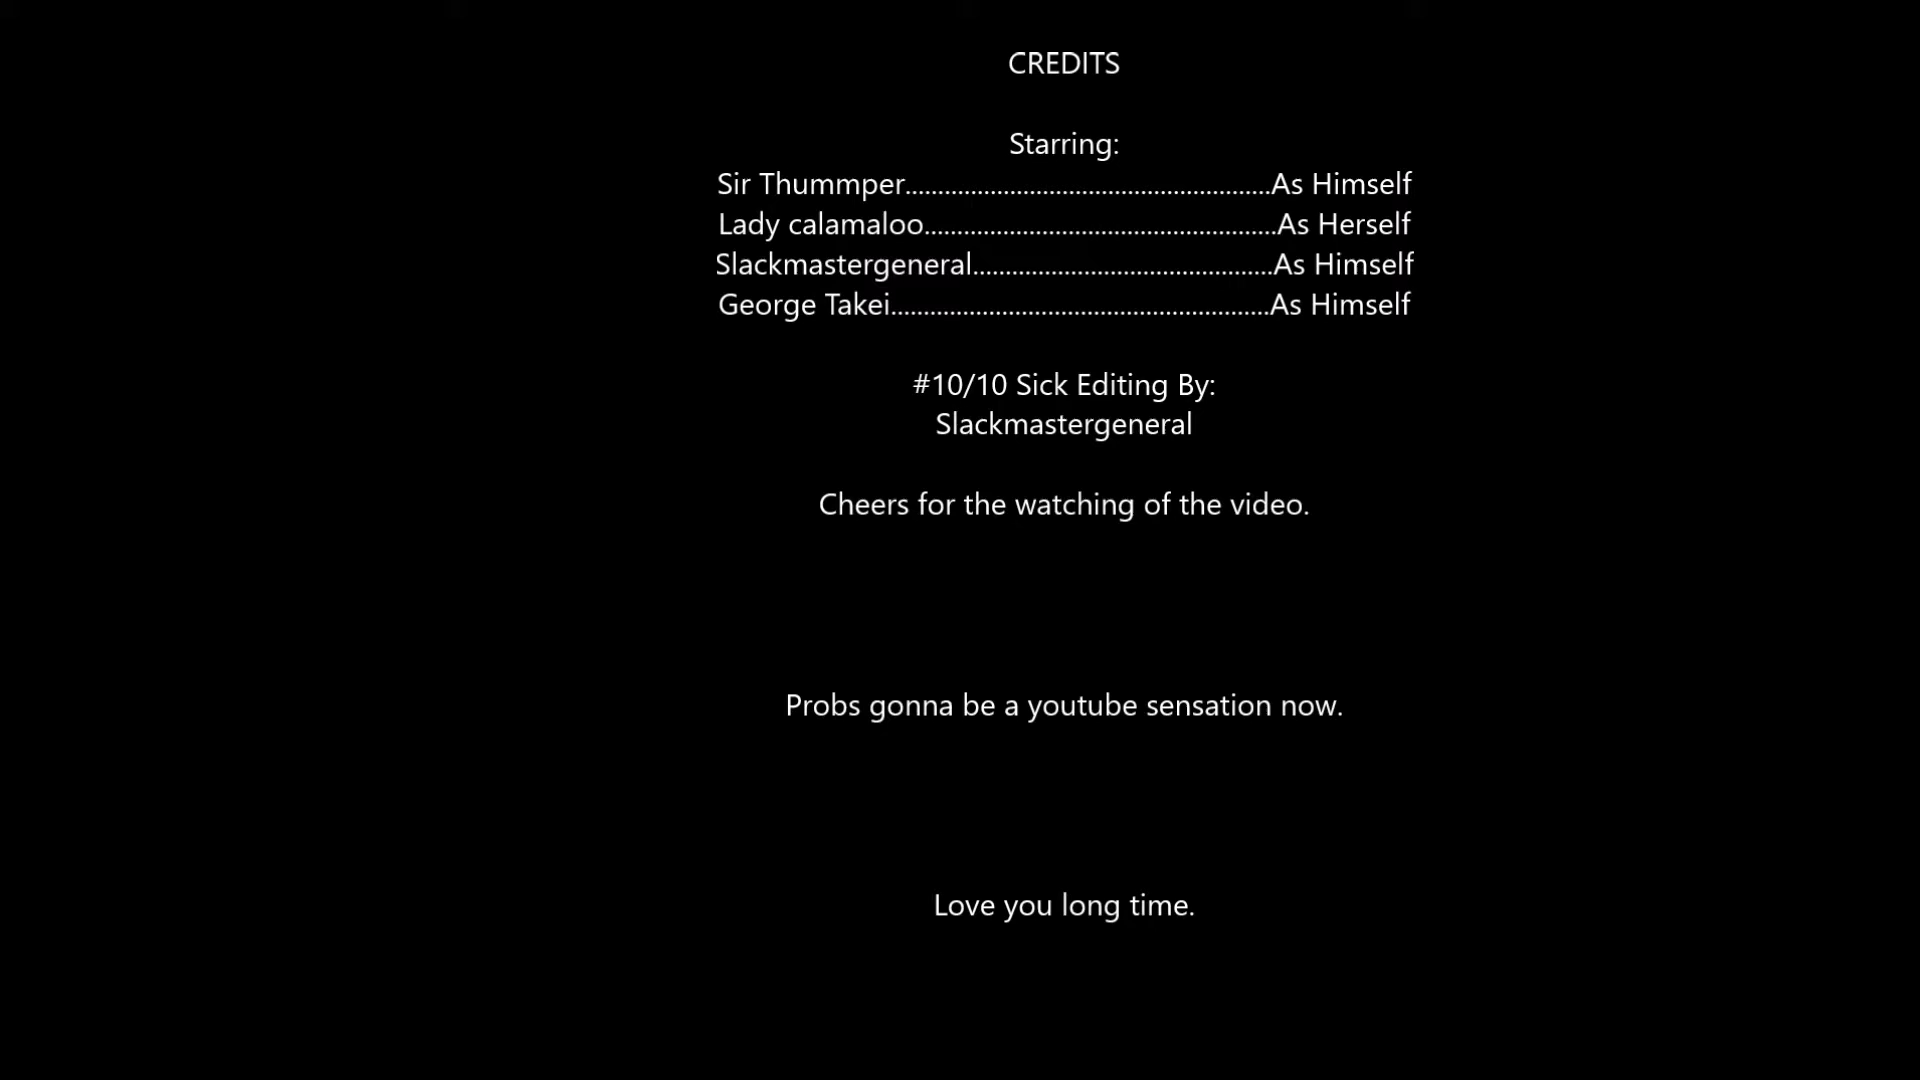 CREDITS
Starring:
Sir Thummper........................................................As Himself
Lady calamaloo......................................................As Herself
Slackmastergeneral..............................................As Himself
George Takei..........................................................As Himself
#10/10 Sick Editing By:
Slackmastergeneral
Cheers for the watching of the video.
Probs gonna be a youtube sensation now.
Love you long time.